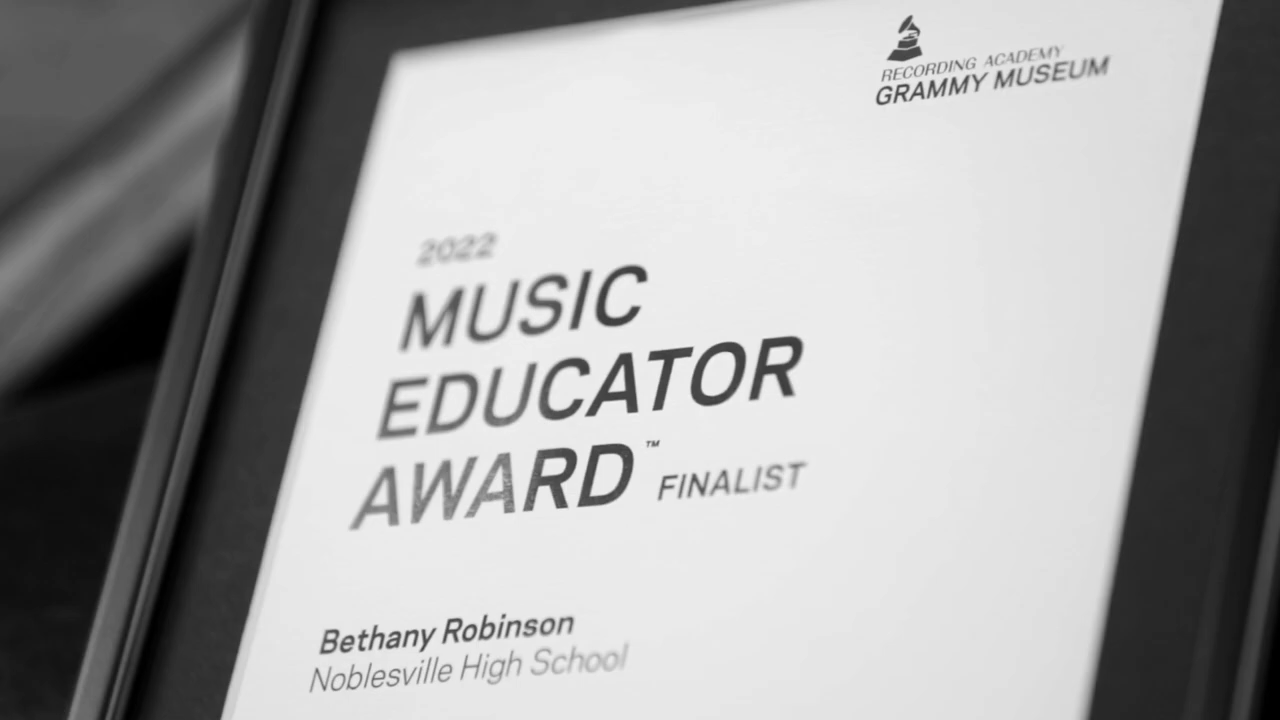 RECORDING ACADEMY
GRAMMY MUSEUM
2022
MUSIC
EDUCATOR
AWARD™ FINALIST
Bethany Robinson
Noblesville High School